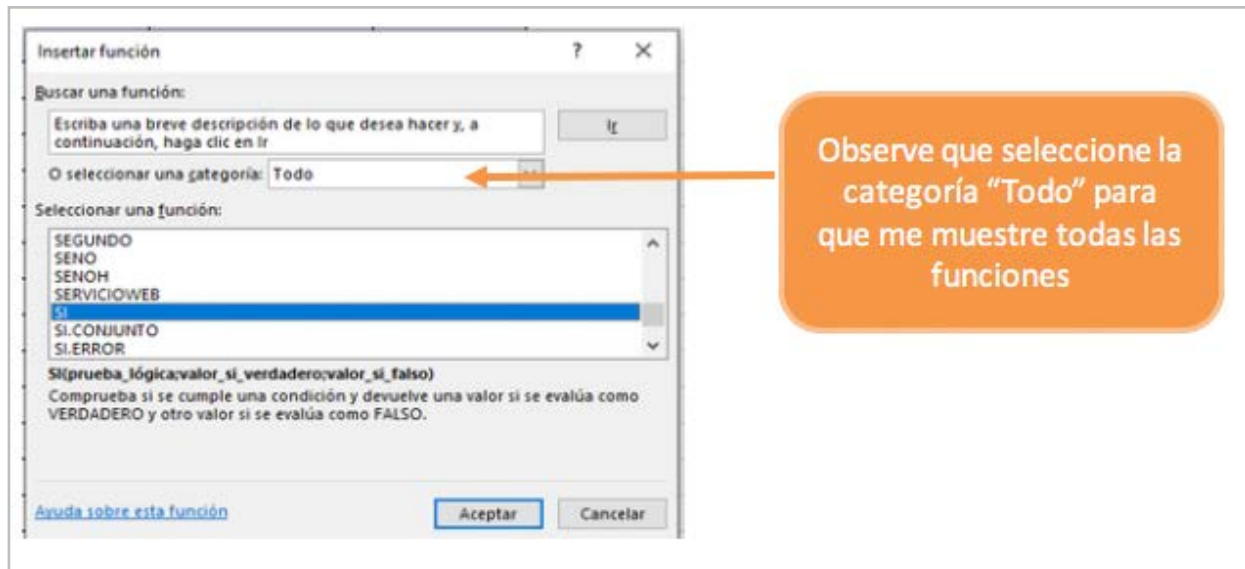 Insertar función
? ×
Buscar una función:
Escriba una breve descripción de lo que desea hacer y, a
continuación, haga clic en Ir
Ir
O seleccionar una categoría: Todo
Seleccionar una función:
SEGUNDO
SENO
SENOH
SERVICIOWEB
SI
SI.CONJUNTO
SI.ERROR
SI(prueba_lógica;valor_si_verdadero;valor_si_falso)
Comprueba si se cumple una condición y devuelve una valor si se evalúa como
VERDADERO y otro valor si se evalúa como FALSO.
Ayuda sobre esta función
Aceptar
Cancelar
Observe que seleccione la
categoría “Todo” para
que me muestre todas las
funciones